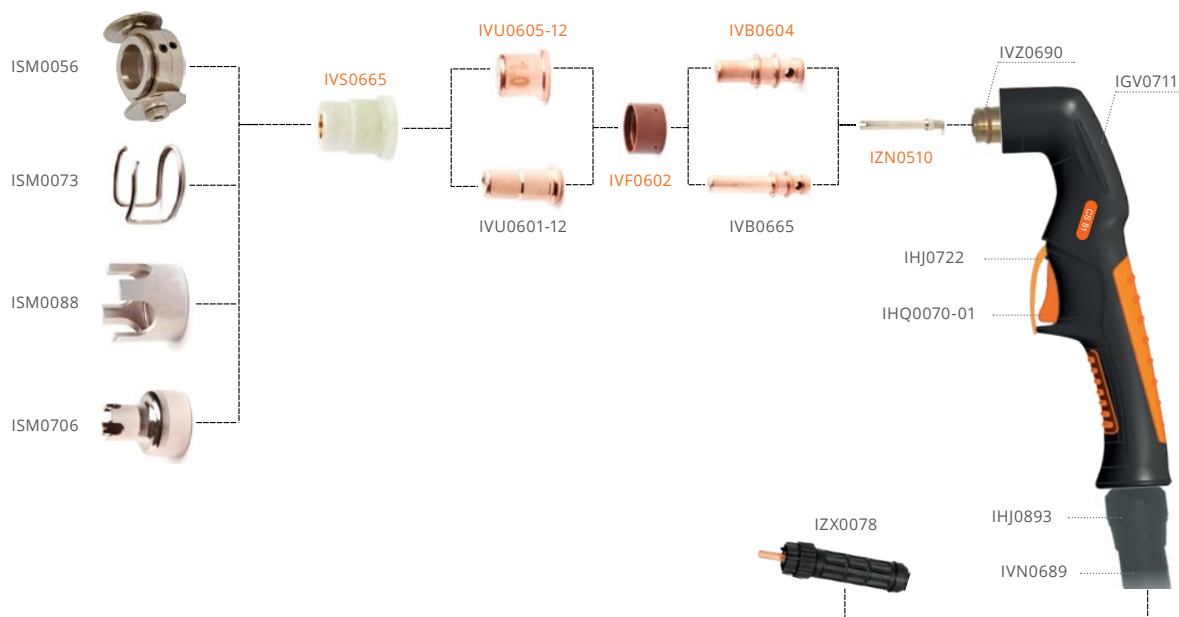 IVU0605-12
IVB0604
IVZ0690
IGV0711
ISM0056
IVS0665
10
IZN0510
ISM0073
IVF0602
IVU0601-12
IVB0665
CS 81
IHJ0722
ISM0088
IHQ0070-01
ISM0706
IZX0078
IHJ0893
IVN0689